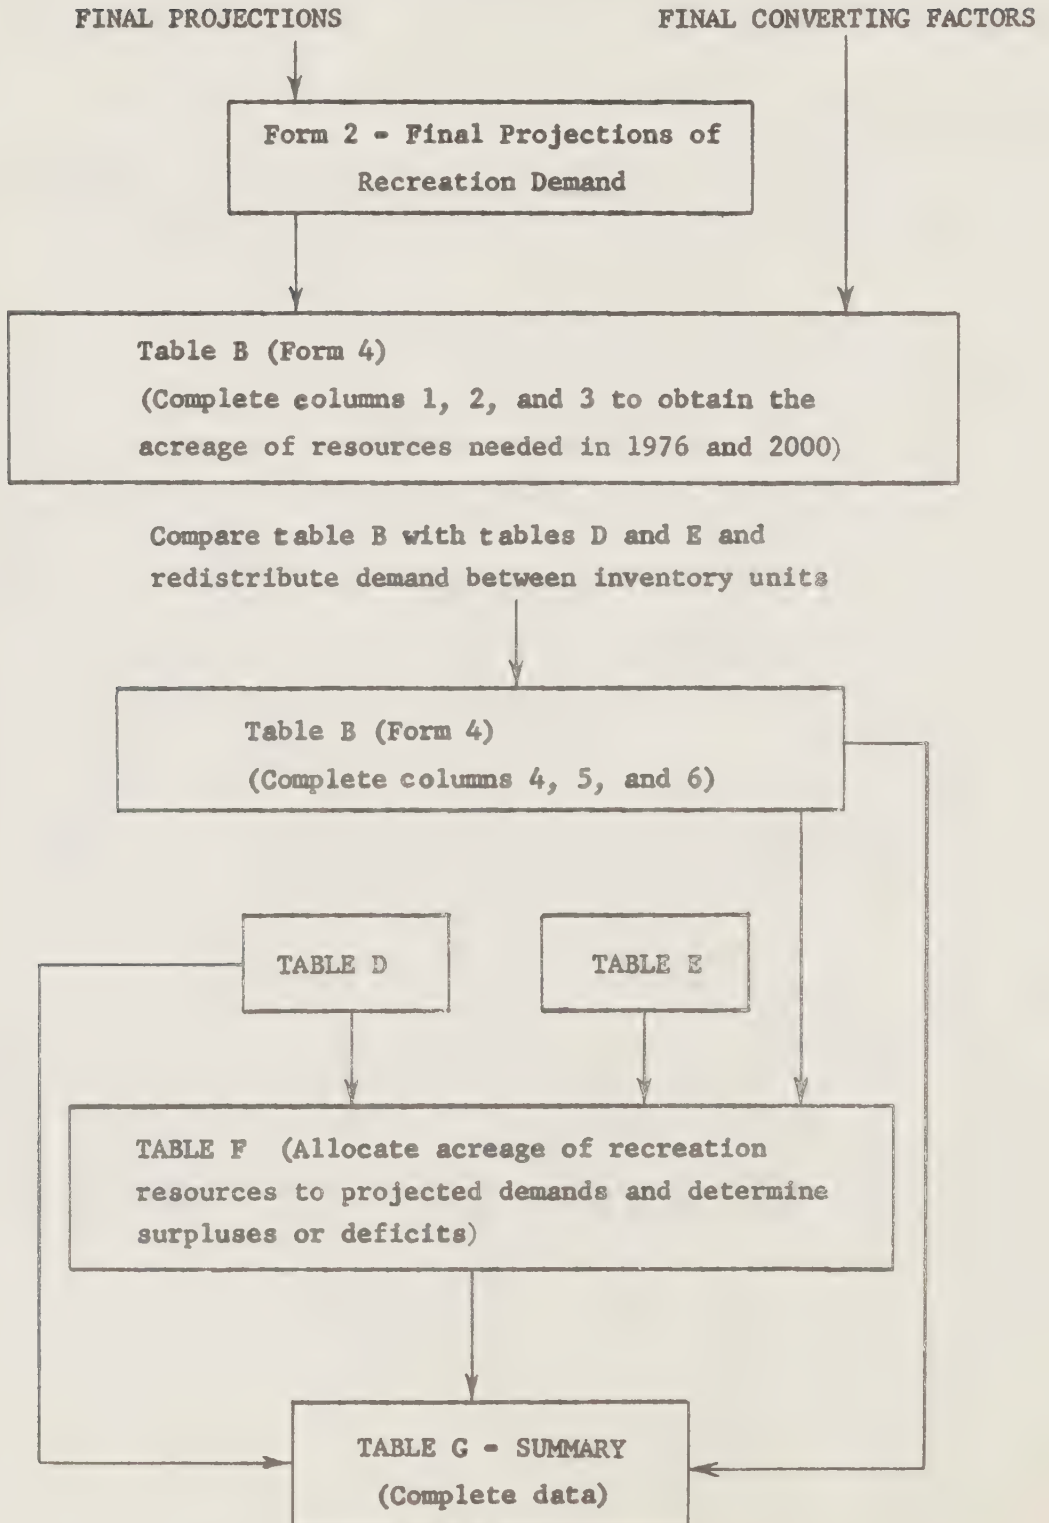 FINAL PROJECTIONS
FINAL CONVERTING FACTORS
Form 2 - Final Projections of
Recreation Demand
Table B (Form 4)
(Complete columns 1, 2, and 3 to obtain the
acreage of resources needed in 1976 and 2000)
Compare table B with tables D and E and
redistribute demand between inventory units
Table B (Form 4)
(Complete columns 4, 5, and 6)
TABLE D
TABLE E
TABLE F (Allocate acreage of recreation
resources to projected demands and determine
surpluses or deficits)
TABLE G - SUMMARY
(Complete data)